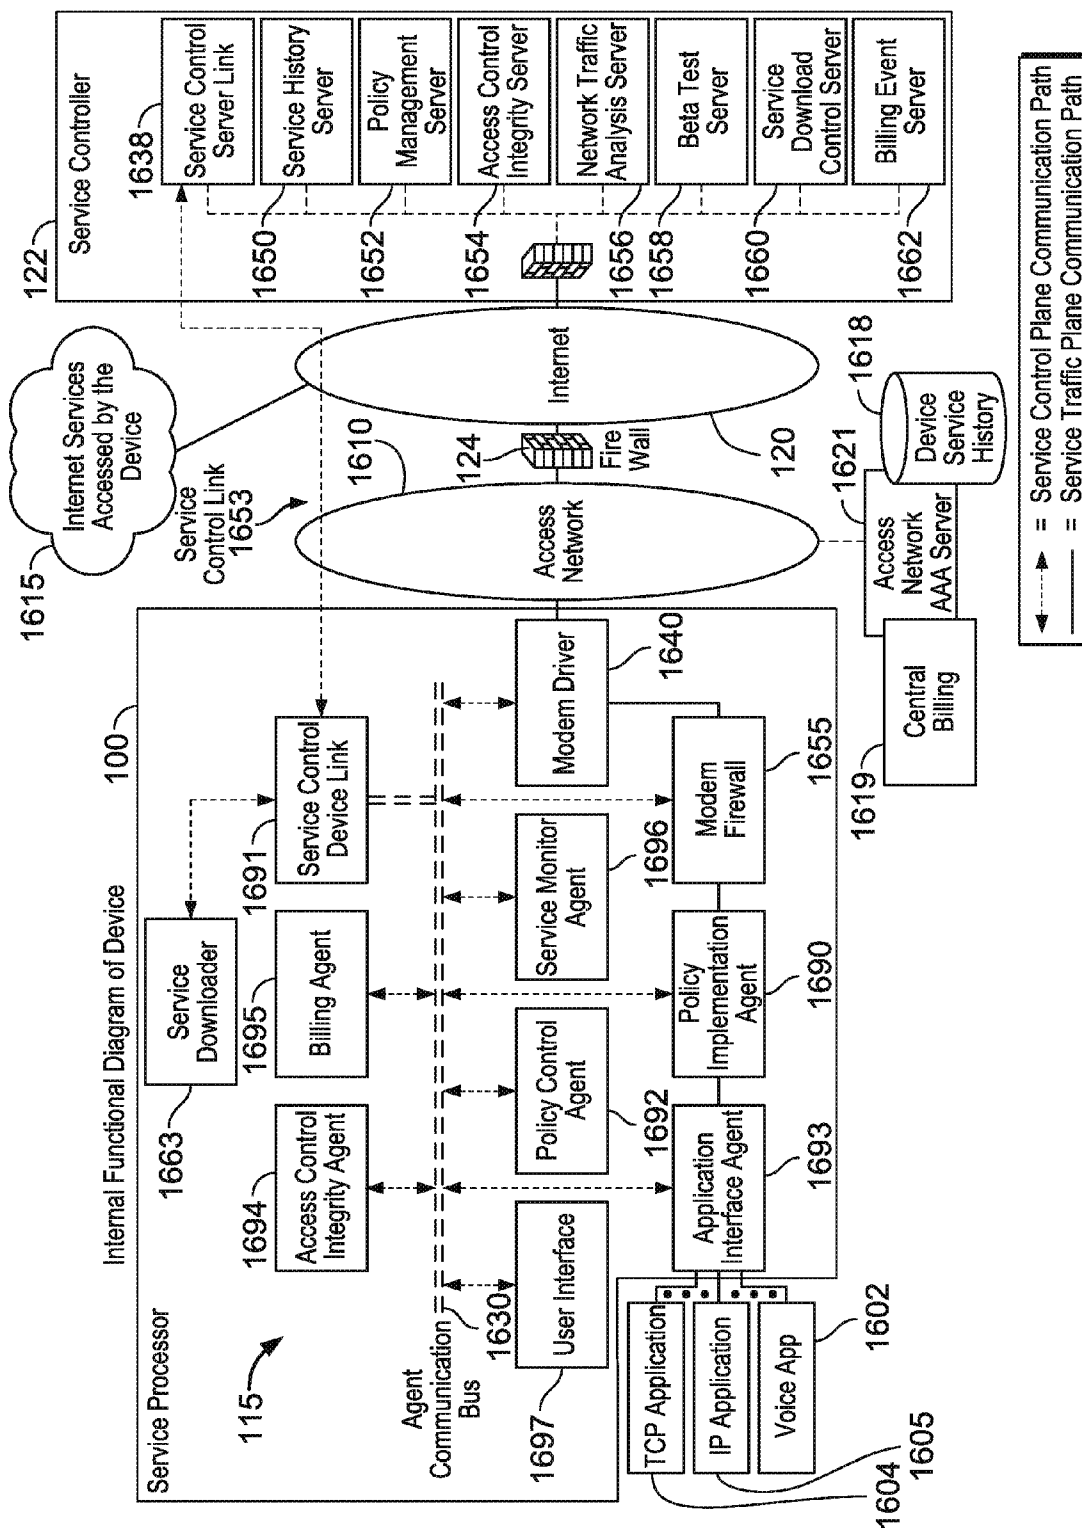 Internal Functional Diagram of Device
100
Service Processor
115
1663
Service
Downloader
1694
Access Control
Integrity Agent
1695
Billing Agent
1691
Service Control
Device Link
Agent
Communication
Bus
1630
1697
User Interface
Policy Control
Agent
1692
Service Monitor
Agent
1696
Modem Driver
1640
Application
Interface Agent
1693
Policy
Implementation
Agent
1690
Modem
Firewall
1655
TCP Application
IP Application
Voice App
1604
1605
1602
1615
Internet Services
Accessed by the
Device
Service
Control Link
1653
1610
Access
Network
124
Fire
Wall
Internet
120
1619
Central
Billing
1621
Access
Network
AAA Server
1618
Device
Service
History
122
Service Controller
1638
Service Control
Server Link
1650
Service History
Server
1652
Policy
Management
Server
1654
Access Control
Integrity Server
1656
Network Traffic
Analysis Server
1658
Beta Test
Server
1660
Service
Download
Control Server
1662
Billing Event
Server
= Service Control Plane Communication Path
= Service Traffic Plane Communication Path